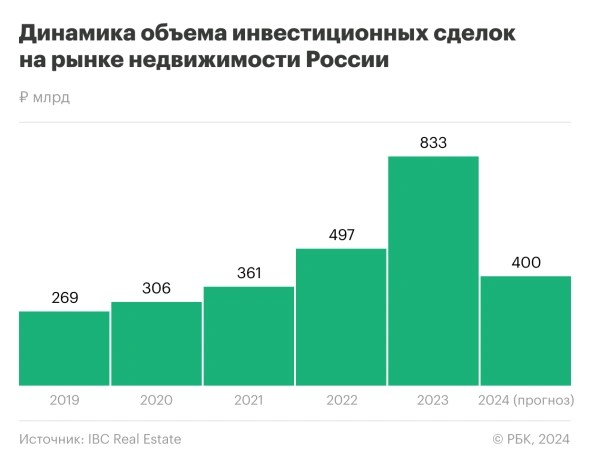 Динамика объема инвестиционных сделок
на рынке недвижимости России
₽ млрд
833
497
400
361
306
269
2019 2020 2021 2022 2023 2024 (прогноз)
Источник: IBC Real Estate © РБК, 2024